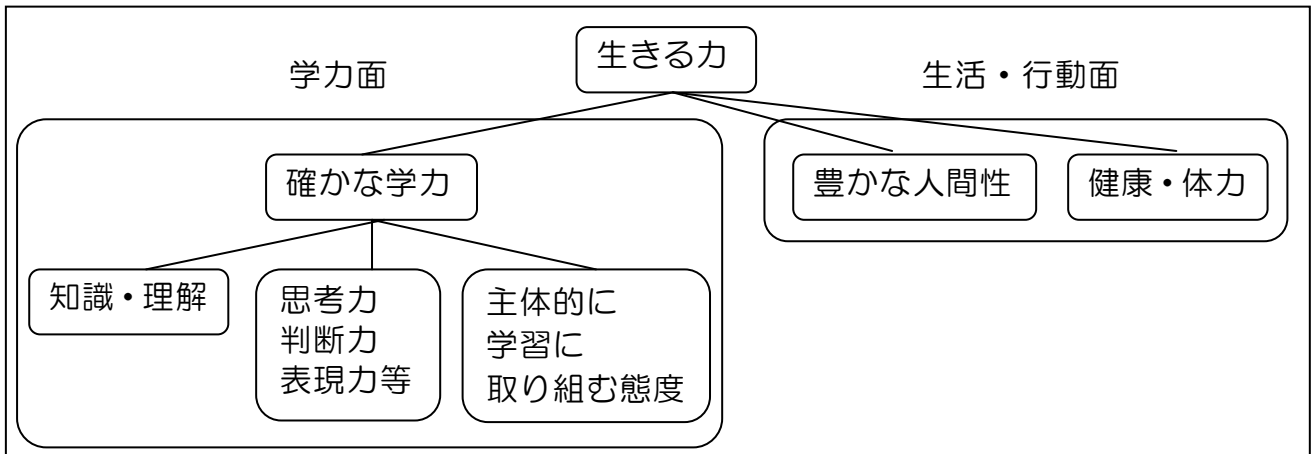 生きる力
学力面
生活・行動面
確かな学力
豊かな人間性
健康・体力
知識・理解
思考力
判断力
表現力等
主体的に
学習に
取り組む態度